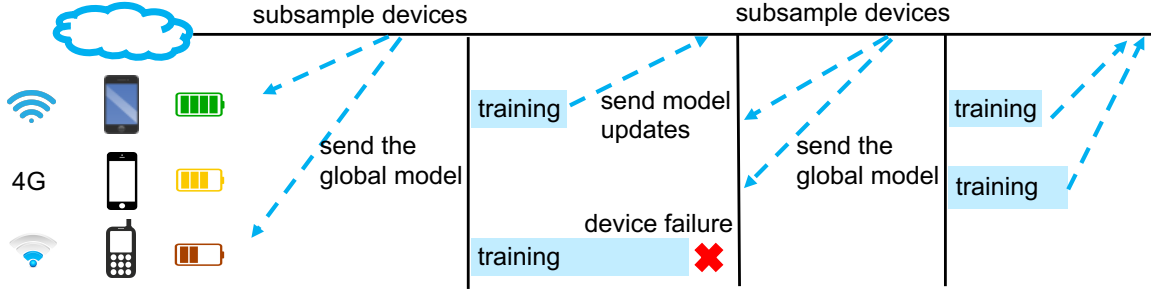 subsample devices
subsample devices
training
send model
updates
training
send the
global model
send the
global model
4G
training
device failure
training